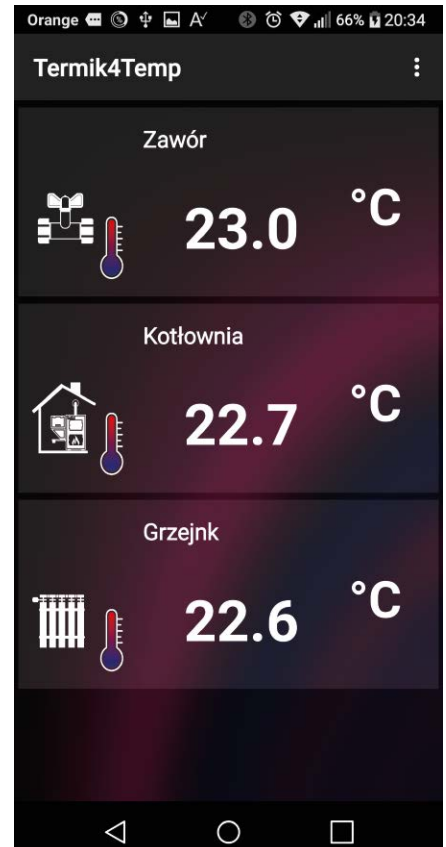 Orange 66% 20:34
Termik4Temp
Zawór
23.0 °C
Kotłownia
22.7 °C
Grzejnk
22.6 °C